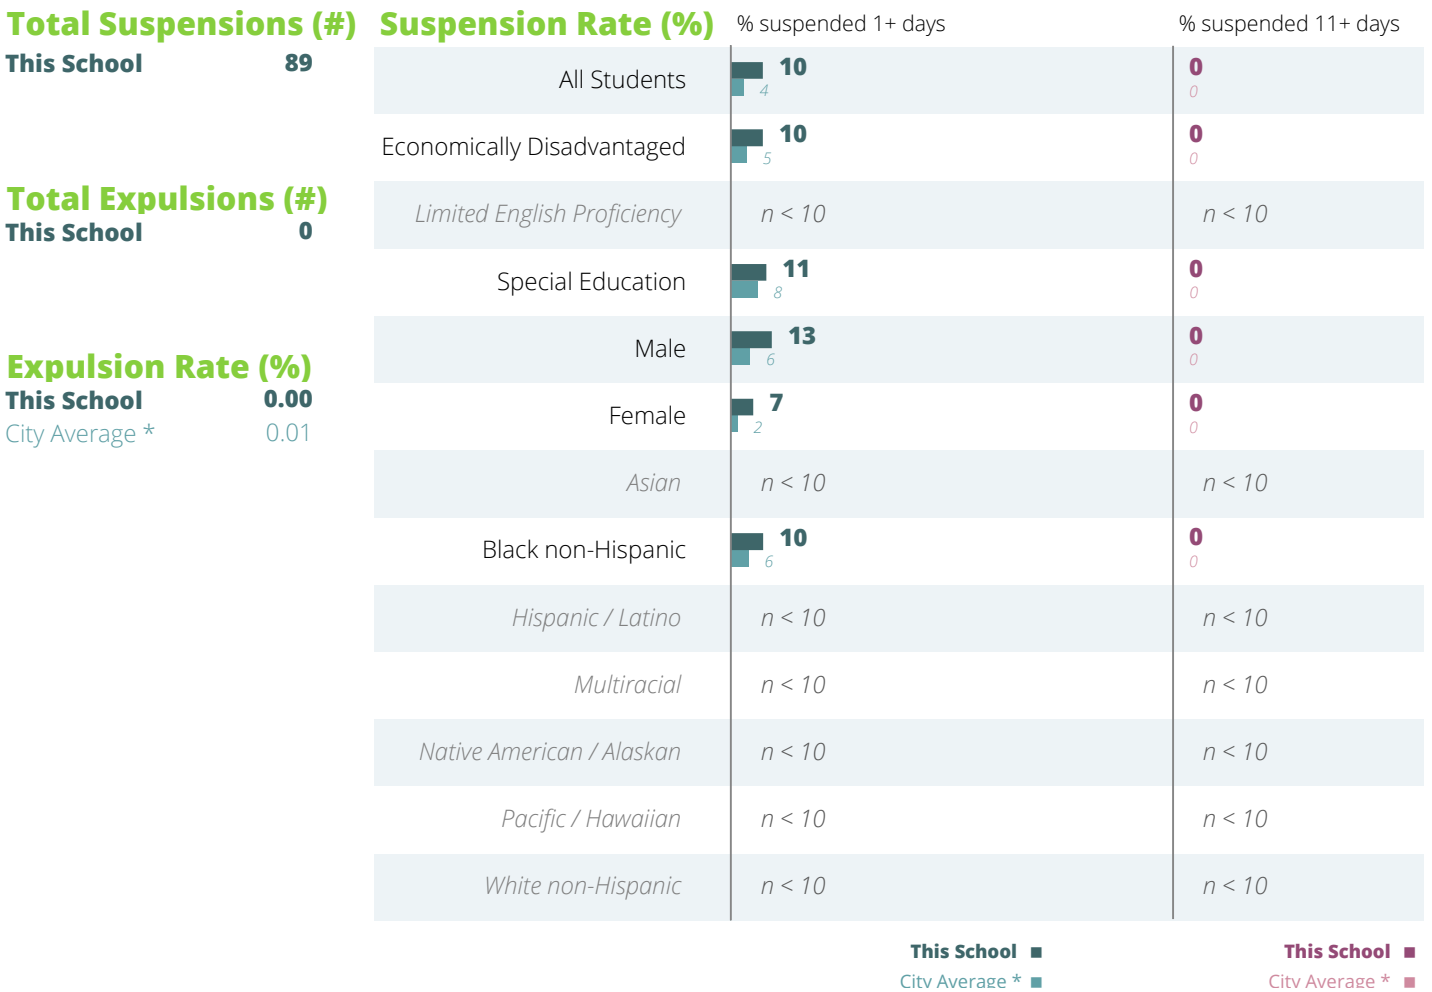 Total Suspensions (#)
This School 89
Total Expulsions (#)
This School 0
Expulsion Rate (%)
This School 0.00
City Average * 0.01
Suspension Rate (%) % suspended 1+ days % suspended 11+ days
All Students 10 0
4 0
Economically Disadvantaged 10 0
5 0
Limited English Proficiency n < 10 n < 10
Special Education 11 0
8 0
Male 13 0
6 0
Female 7 0
2 0
Asian n < 10 n < 10
Black non-Hispanic 10 0
6 0
Hispanic / Latino n < 10 n < 10
Multiracial n < 10 n < 10
Native American / Alaskan n < 10 n < 10
Pacific / Hawaiian n < 10 n < 10
White non-Hispanic n < 10 n < 10
This School This School
City Average * City Average *